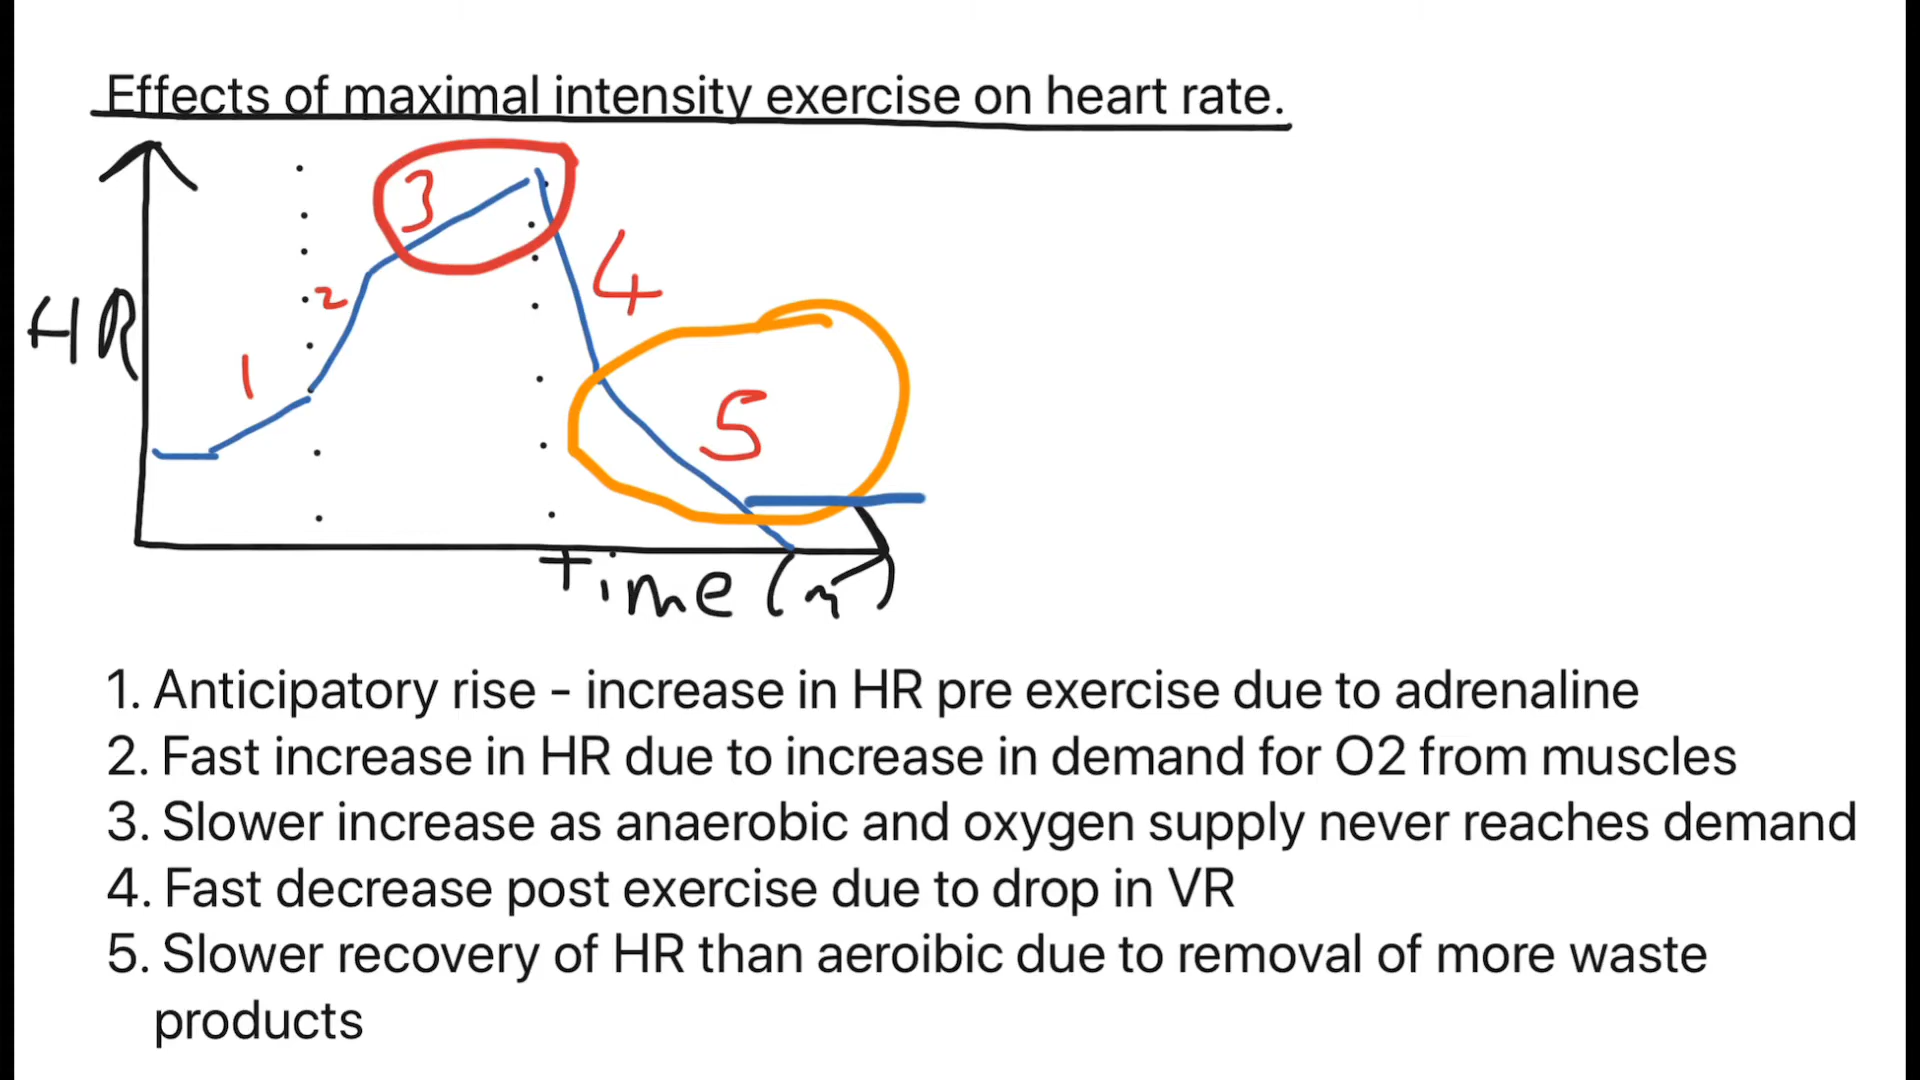 Effects of maximal intensity exercise on heart rate.
3
4
2
HR
1
5
Time (m)
1. Anticipatory rise - increase in HR pre exercise due to adrenaline
2. Fast increase in HR due to increase in demand for O2 from muscles
3. Slower increase as anaerobic and oxygen supply never reaches demand
4. Fast decrease post exercise due to drop in VR
5. Slower recovery of HR than aeroibic due to removal of more waste
products